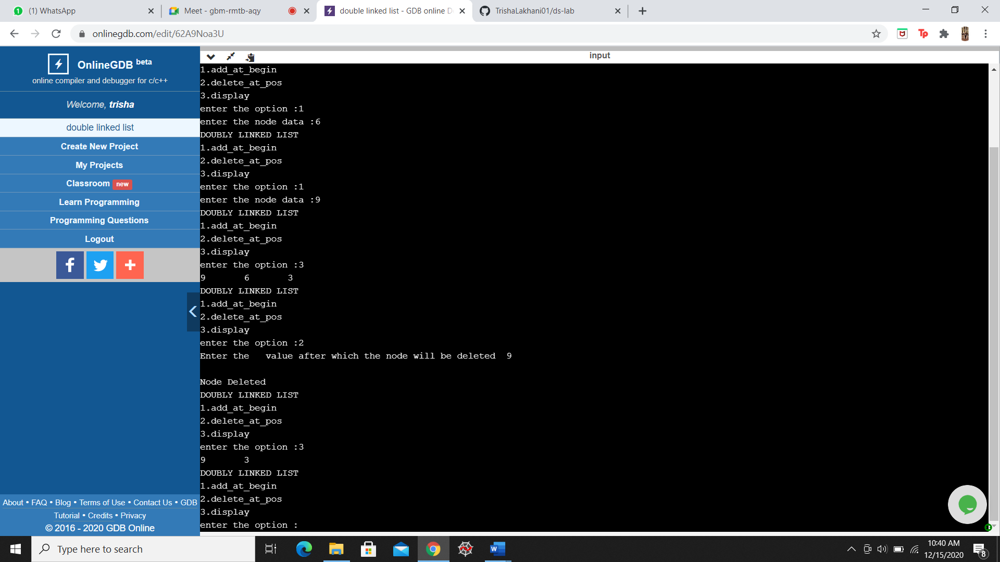 (1) WhatsApp
Meet - gbm-rmtb-aqy
double linked list - GDB online D
TrishaLakhani01/ds-lab
onlinegdb.com/edit/62A9Noa3U
OnlineGDB beta
online compiler and debugger for c/c++
Welcome, trisha
double linked list
Create New Project
My Projects
Classroom new
Learn Programming
Programming Questions
Logout
About • FAQ • Blog • Terms of Use • Contact Us • GDB
Tutorial • Credits • Privacy
© 2016 - 2020 GDB Online
input
1.add_at_begin
2.delete_at_pos
3.display
enter the option :1
enter the node data :6
DOUBLY LINKED LIST
1.add_at_begin
2.delete_at_pos
3.display
enter the option :1
enter the node data :9
DOUBLY LINKED LIST
1.add_at_begin
2.delete_at_pos
3.display
enter the option :3
9       6       3
DOUBLY LINKED LIST
1.add_at_begin
2.delete_at_pos
3.display
enter the option :2
Enter the   value after which the node will be deleted  9
Node Deleted
DOUBLY LINKED LIST
1.add_at_begin
2.delete_at_pos
3.display
enter the option :3
9       3
DOUBLY LINKED LIST
1.add_at_begin
2.delete_at_pos
3.display
enter the option :
Type here to search
10:40 AM
12/15/2020
8